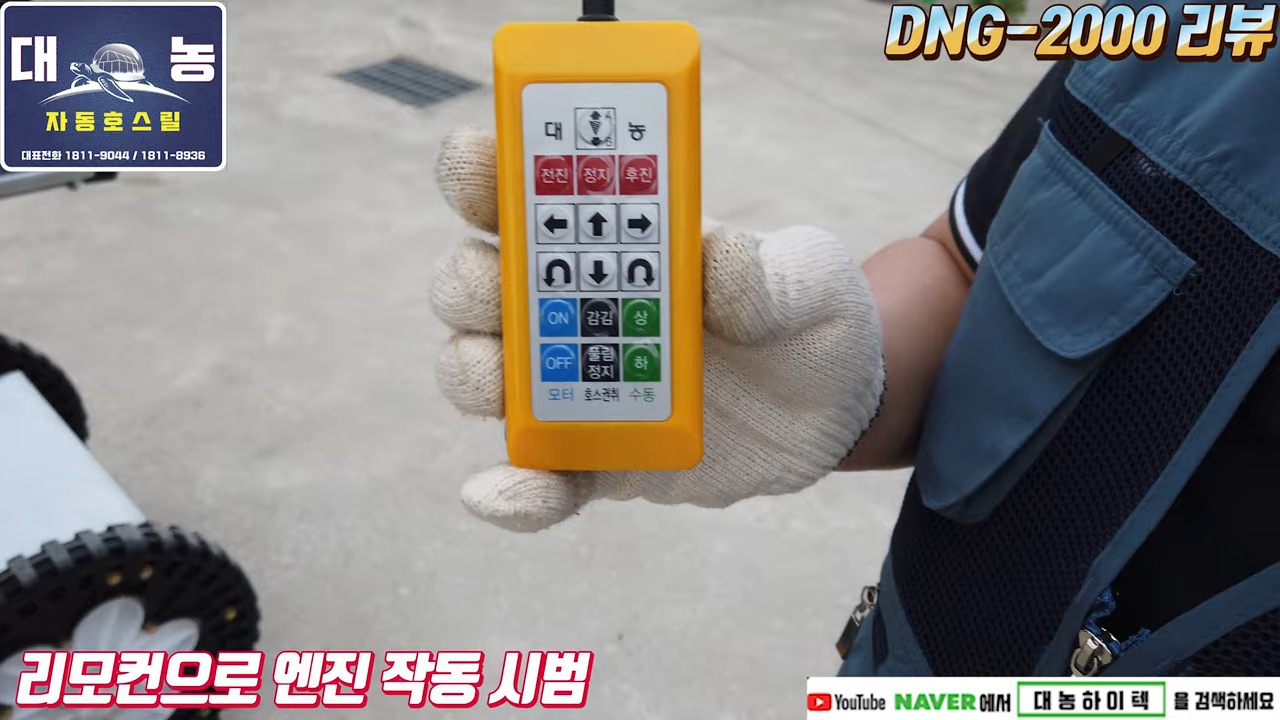 대농
자동호스릴
대표전화 1811-9044 / 1811-8936
DNG-2000 리뷰
대 농
전진 정지 후진
ON 감김 상
OFF 풀림 하
정지
모터 호스권취 수동
리모컨으로 엔진 작동 시범
YouTube NAVER에서 대농하이텍 을 검색하세요